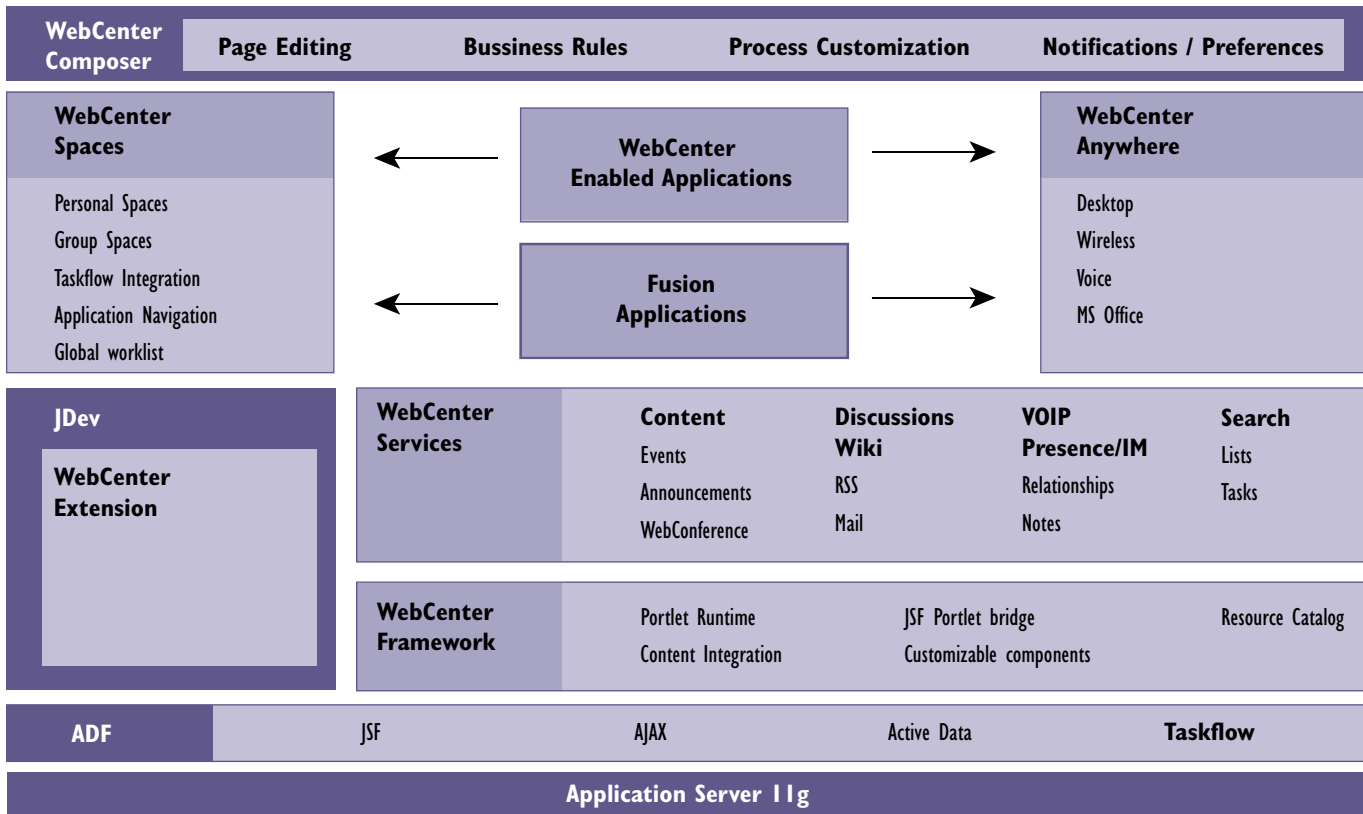 WebCenter
Composer
Page Editing
Bussiness Rules
Process Customization
Notifications / Preferences
WebCenter
Spaces
Personal Spaces
Group Spaces
Taskflow Integration
Application Navigation
Global worklist
WebCenter
Enabled Applications
Fusion
Applications
WebCenter
Anywhere
Desktop
Wireless
Voice
MS Office
JDev
WebCenter
Extension
WebCenter
Services
Content
Events
Announcements
WebConference
Discussions
Wiki
RSS
Mail
VOIP
Presence/IM
Relationships
Notes
Search
Lists
Tasks
WebCenter
Framework
Portlet Runtime
Content Integration
JSF Portlet bridge
Customizable components
Resource Catalog
ADF
JSF
AJAX
Active Data
Taskflow
Application Server 11g